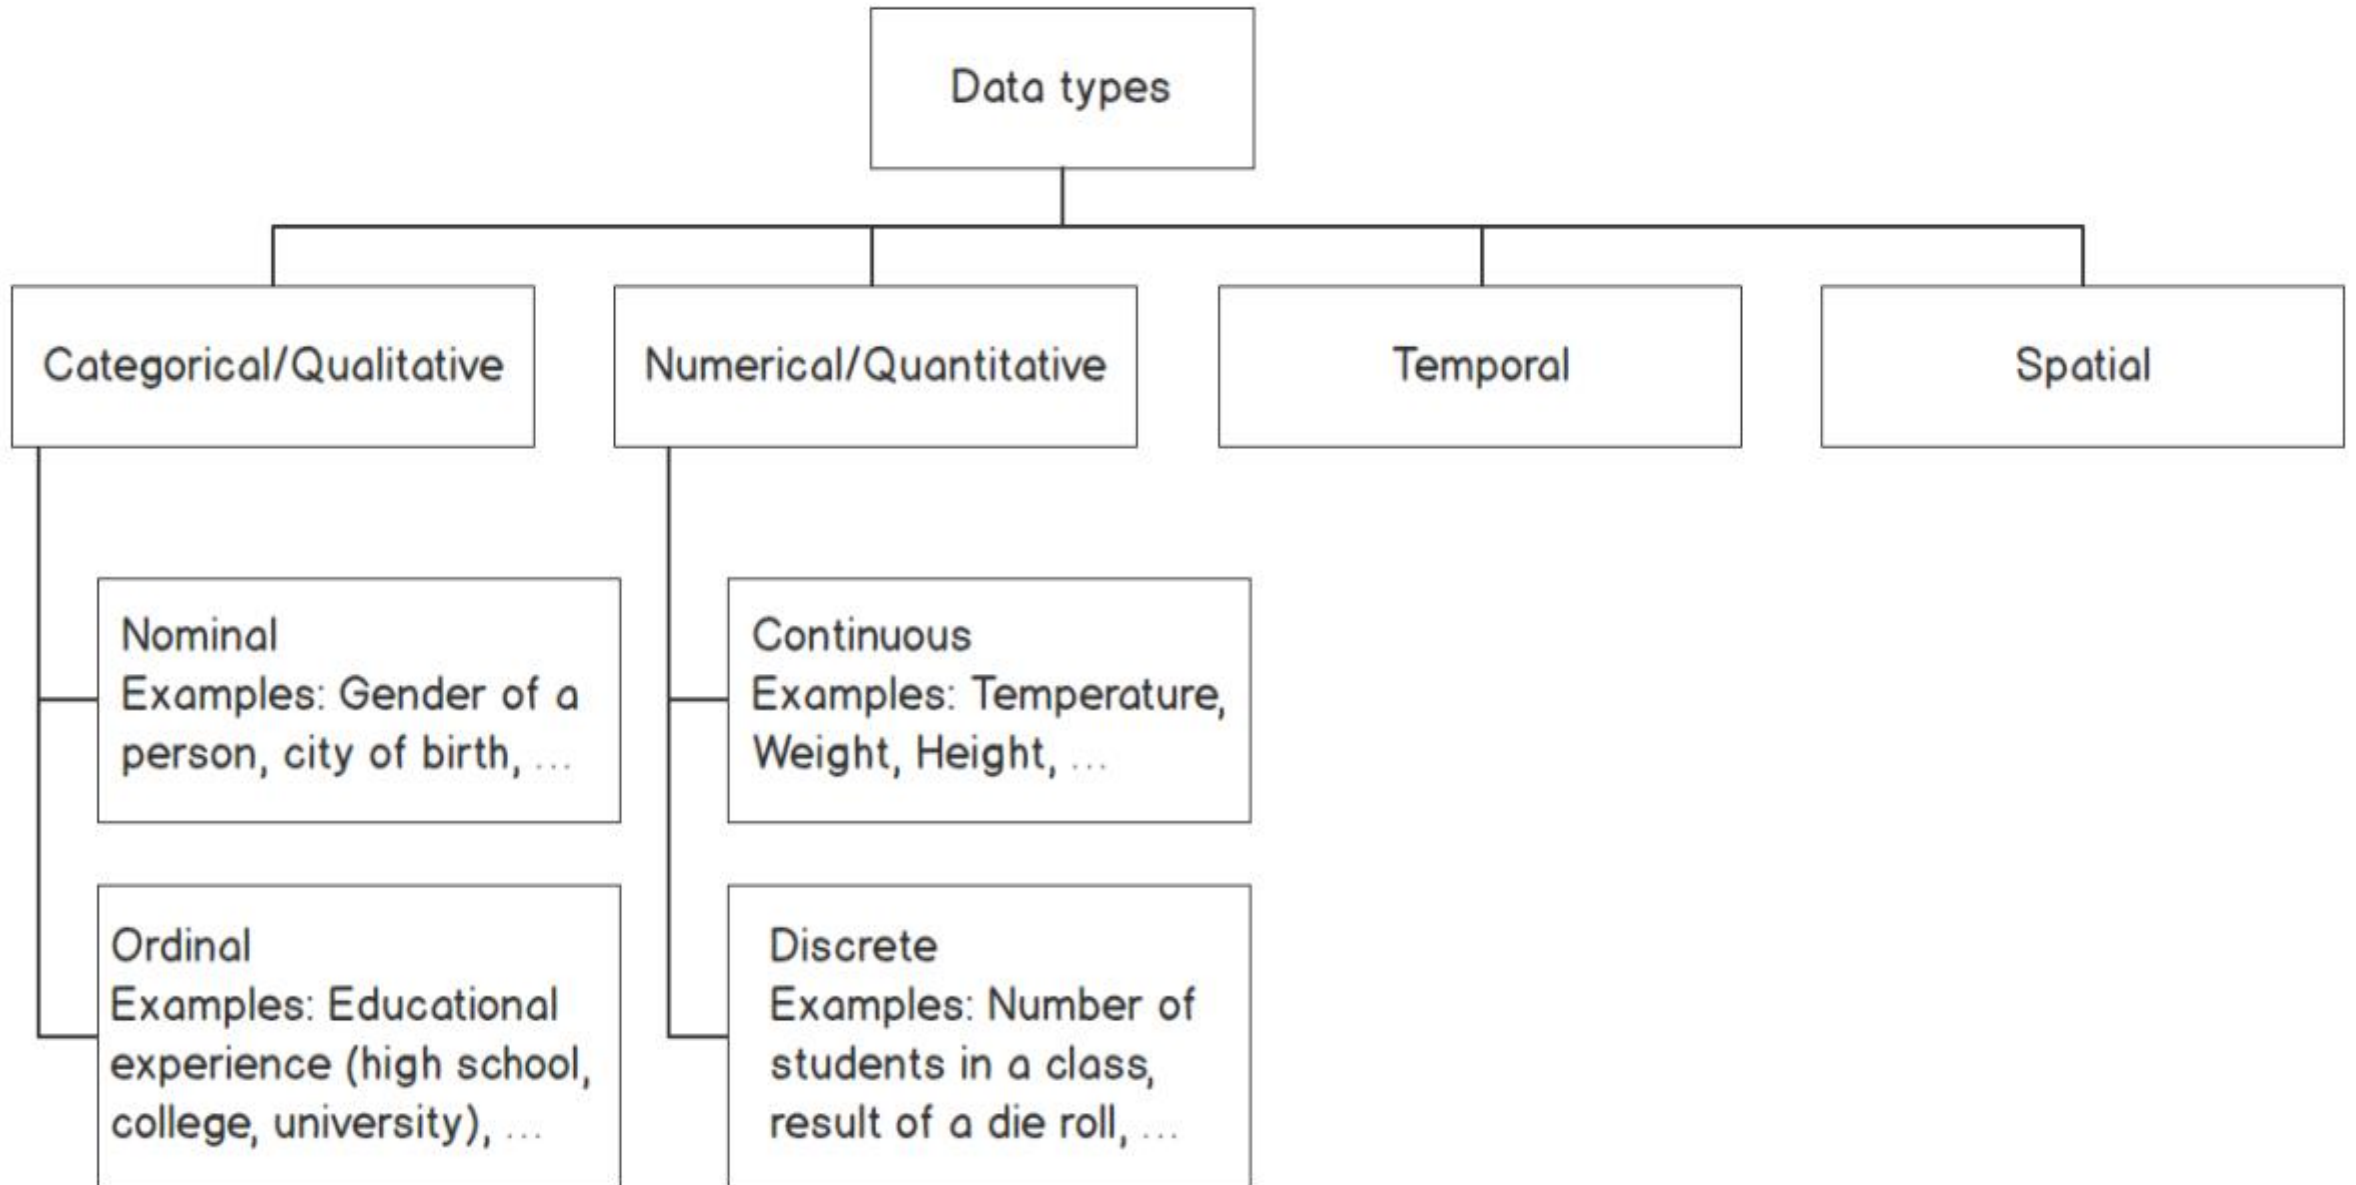 Data types
Categorical/Qualitative
Numerical/Quantitative
Temporal
Spatial
Nominal
Examples: Gender of a
person, city of birth, ...
Continuous
Examples: Temperature,
Weight, Height, ...
Ordinal
Examples: Educational
experience (high school,
college, university), ...
Discrete
Examples: Number of
students in a class,
result of a die roll, ...